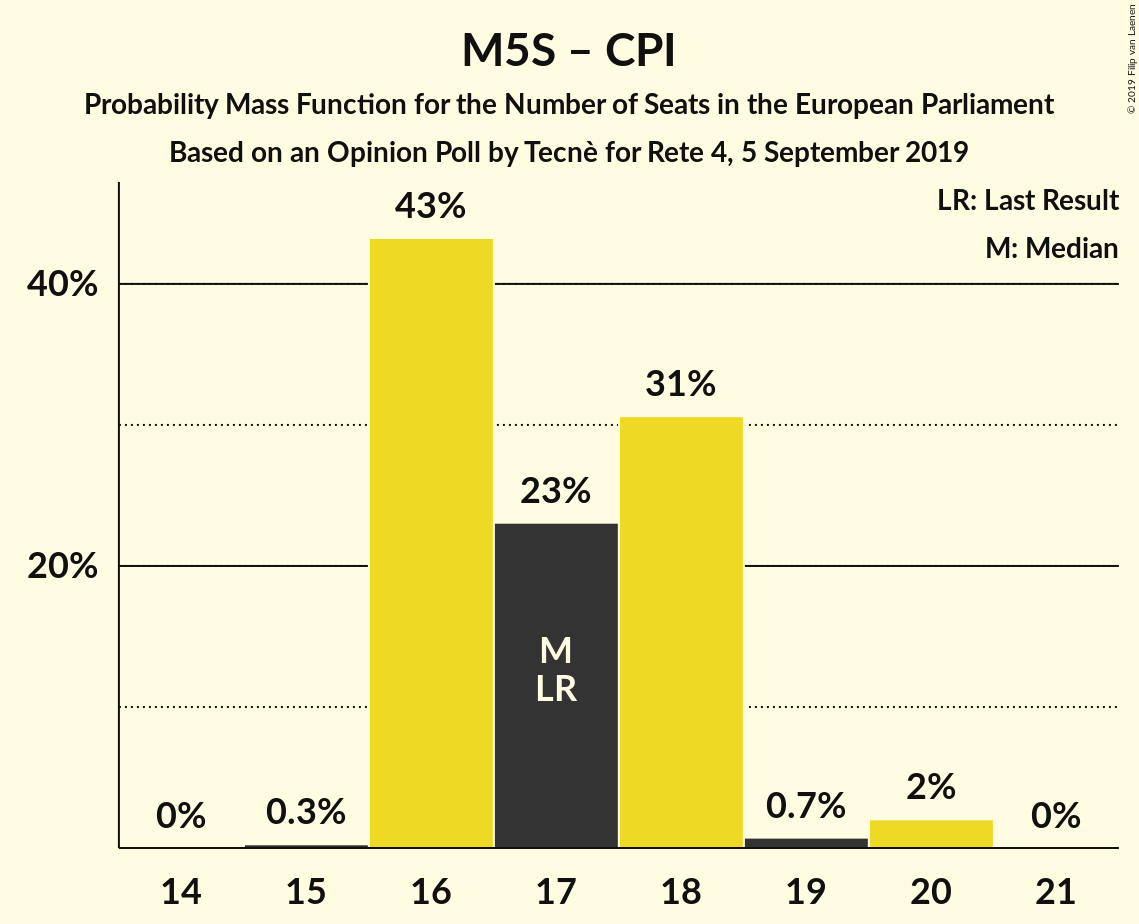 M5S – CPI
Probability Mass Function for the Number of Seats in the European Parliament
Based on an Opinion Poll by Tecnè for Rete 4, 5 September 2019
© 2019 Filip van Laenen
LR: Last Result
M: Median
43%
40%
31%
23%
20%
M
LR
0%
0.3%
0.7%
2%
0%
14
15
16
17
18
19
20
21